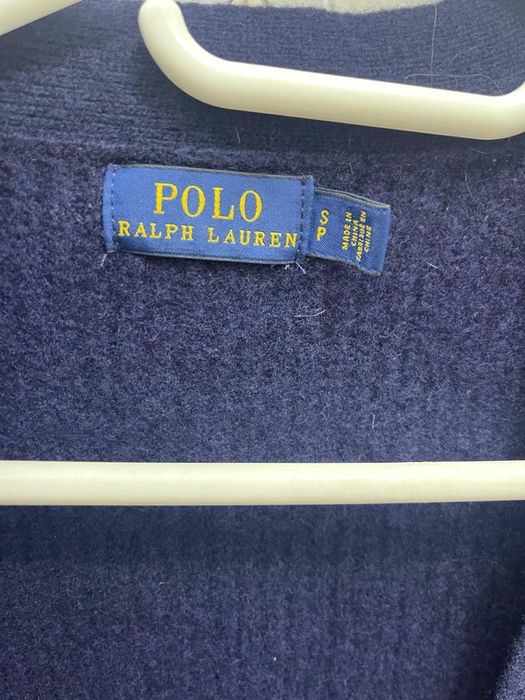 POLO
RALPH LAUREN
S
P
MADE IN
CHINA
FABRIQUÉ EN
CHINE